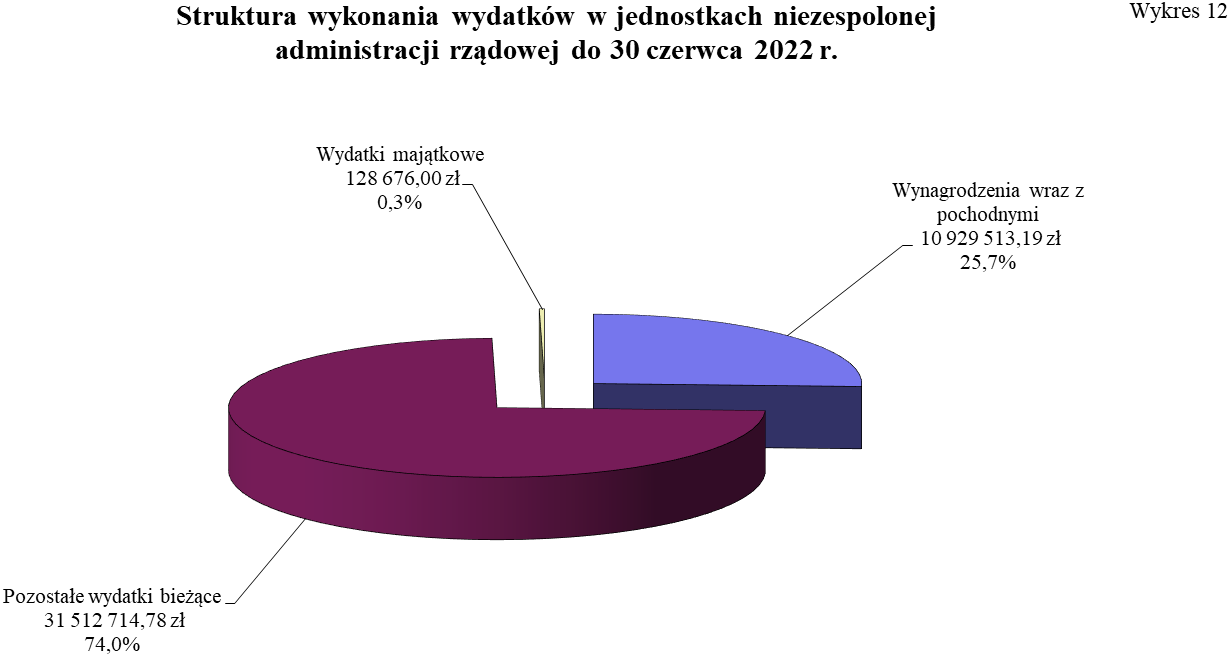 Struktura wykonania wydatków w jednostkach niezespolonej
administracji rządowej do 30 czerwca 2022 r.
Wykres 12
Wydatki majątkowe
128 676,00 zł
0,3%
Wynagrodzenia wraz z
pochodnymi
10 929 513,19 zł
25,7%
Pozostałe wydatki bieżące
31 512 714,78 zł
74,0%